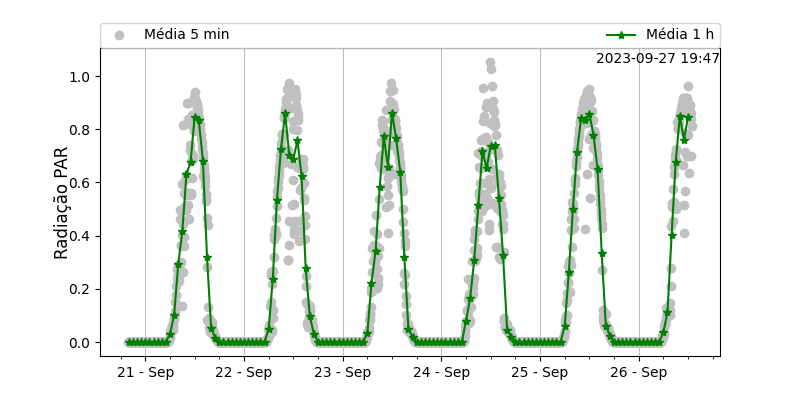 Média 5 min
Média 1 h
2023-09-27 19:47
Radiação PAR
1.0
0.8
0.6
0.4
0.2
0.0
21 - Sep
22 - Sep
23 - Sep
24 - Sep
25 - Sep
26 - Sep